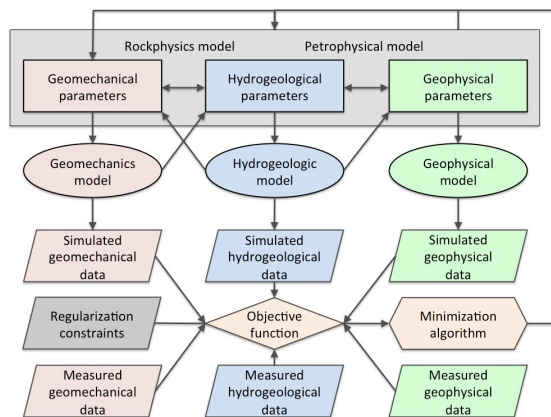 Rockphysics model
Petrophysical model
Geomechanical
parameters
Hydrogeological
parameters
Geophysical
parameters
Geomechanics
model
Hydrogeologic
model
Geophysical
model
Simulated
geomechanical
data
Simulated
hydrogeological
data
Simulated
geophysical
data
Regularization
constraints
Objective
function
Minimization
algorithm
Measured
geomechanical
data
Measured
hydrogeological
data
Measured
geophysical
data